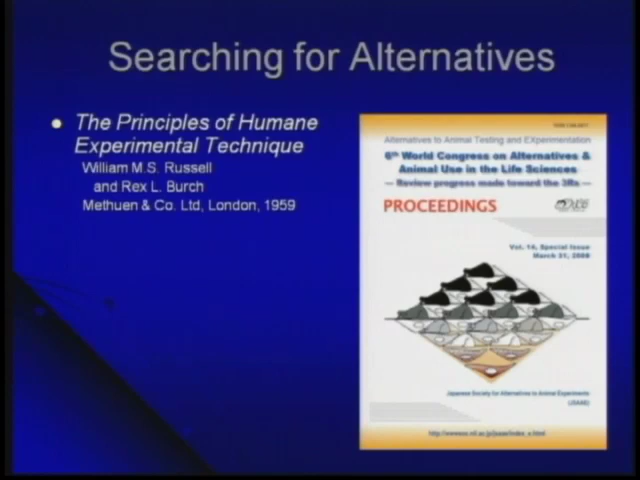 Searching for Alternatives
The Principles of Humane
Experimental Technique
William M.S. Russell
and Rex L. Burch
Methuen & Co. Ltd, London, 1959
Alternatives to Animal Testing and EXperimentation
6th World Congress on Alternatives &
Animal Use in the Life Sciences
— Review progress made toward the 3Rs —
PROCEEDINGS
Vol. 14, Special Issue
March 31, 2008
Japanese Society for Alternatives to Animal Experiments